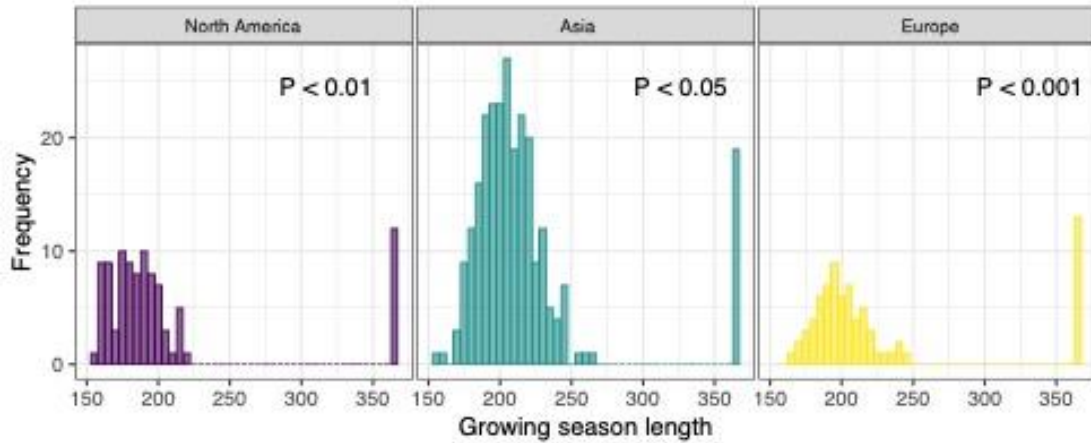 North America Asia Europe
P < 0.01 P < 0.05 P < 0.001
20
10
0
Frequency
150 200 250 300 350 150 200 250 300 350 150 200 250 300 350
Growing season length